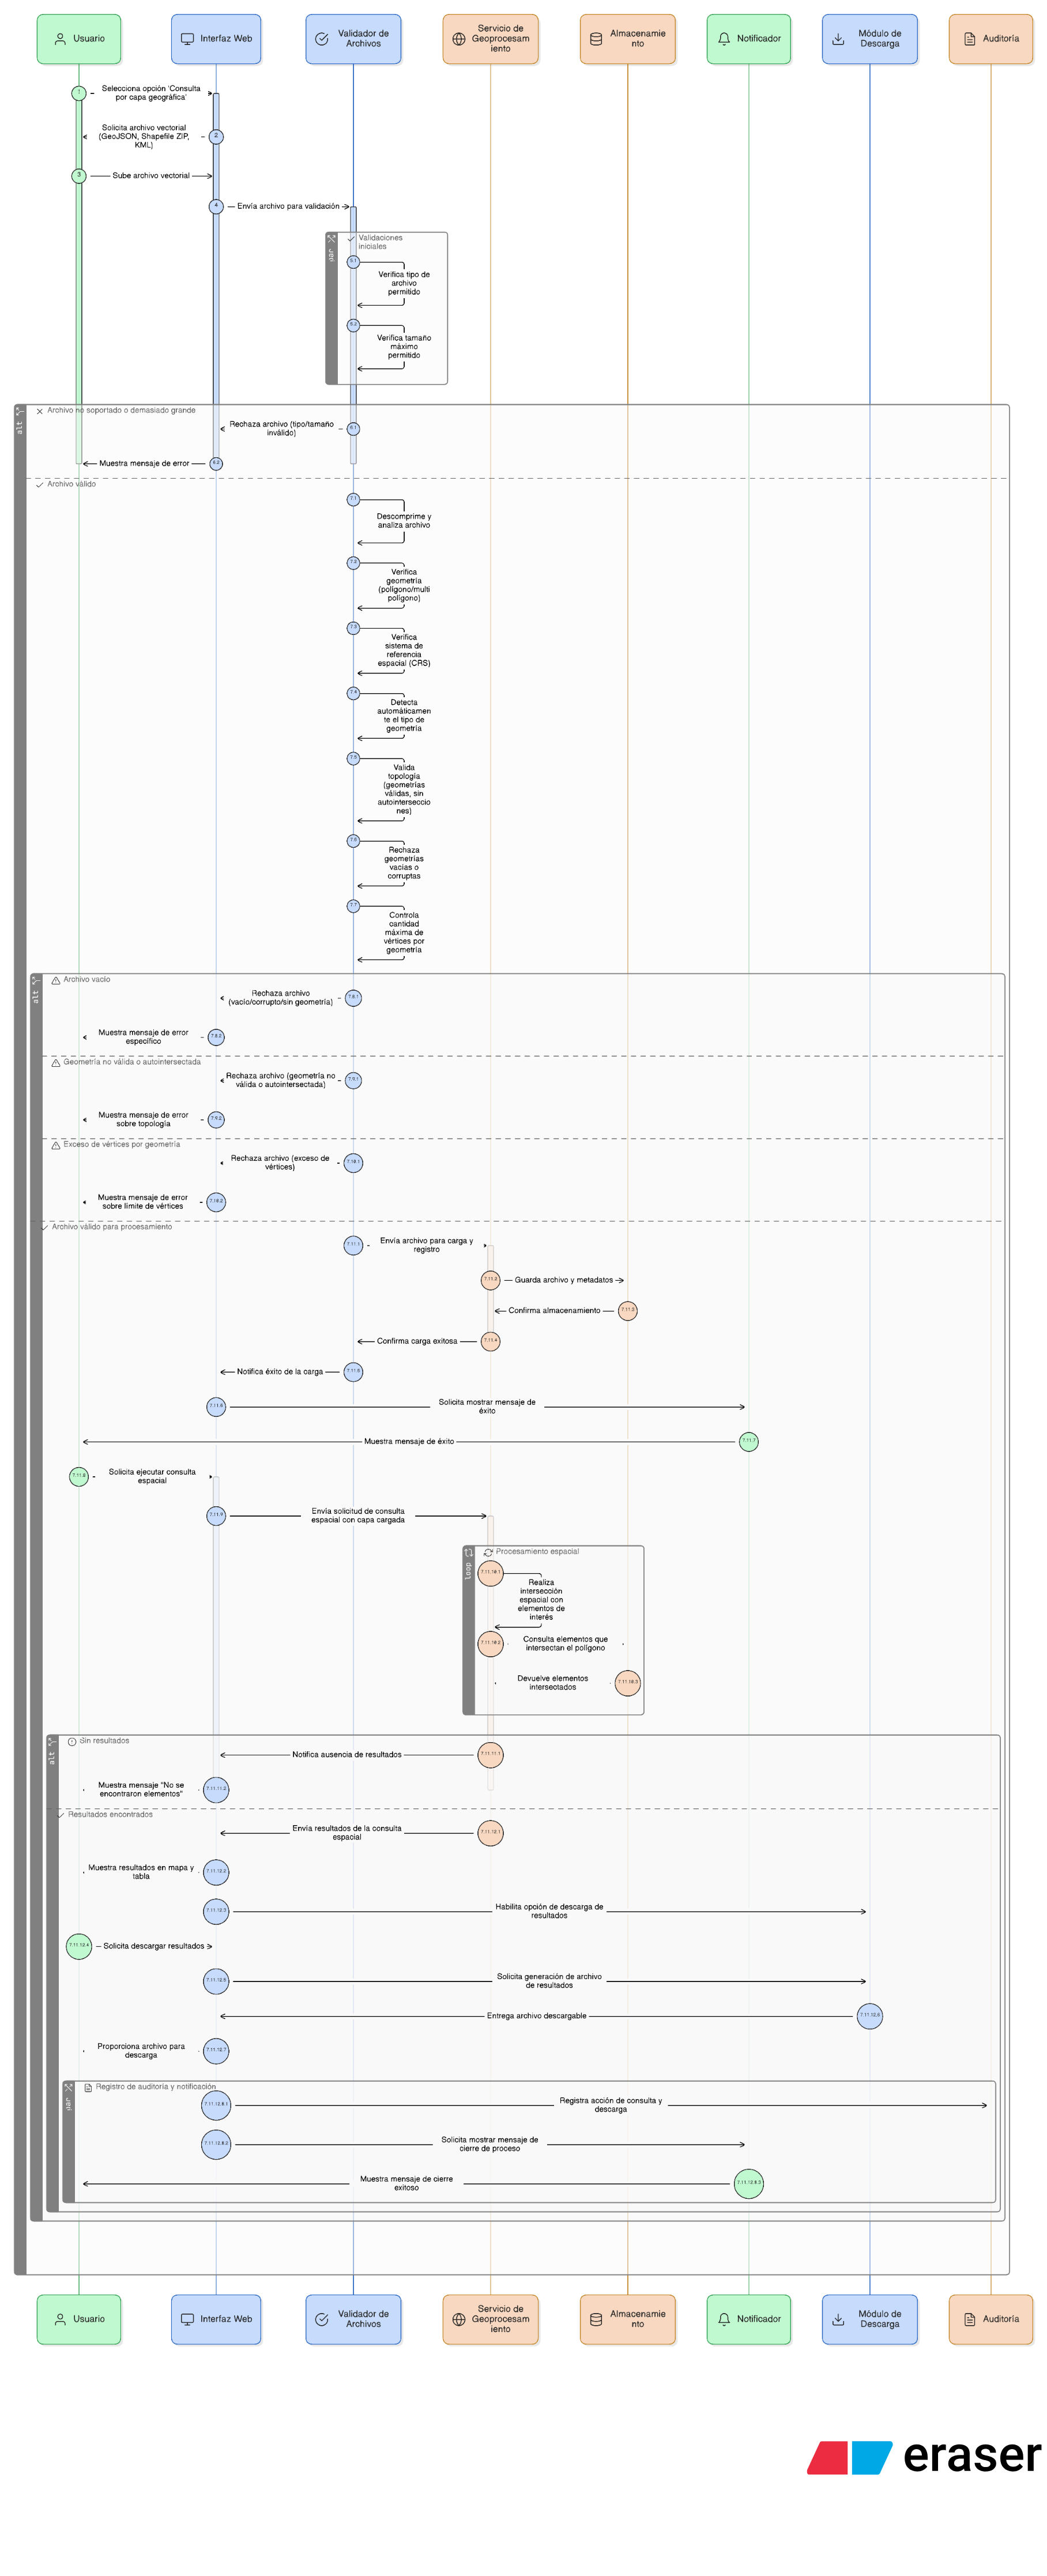 Usuario
Interfaz Web
Validador de
Archivos
Servicio de
Geoprocesam
iento
Almacenamie
nto
Notificador
Módulo de
Descarga
Auditoría
1
Selecciona opción 'Consulta
por capa geográfica'
Solicita archivo vectorial
(GeoJSON, Shapefile ZIP,
KML)
2
3
Sube archivo vectorial
4
Envía archivo para validación
par
Validaciones
iniciales
5.1
Verifica tipo de
archivo
permitido
5.2
Verifica tamaño
máximo
permitido
alt
Archivo no soportado o demasiado grande
Rechaza archivo (tipo/tamaño
inválido)
6.1
Muestra mensaje de error
6.2
Archivo válido
7.1
Descomprime y
analiza archivo
7.2
Verifica
geometría
(polígono/multi
polígono)
7.3
Verifica
sistema de
referencia
espacial (CRS)
7.4
Detecta
automáticamen
te el tipo de
geometría
7.5
Valida
topología
(geometrías
válidas, sin
autointerseccio
nes)
7.6
Rechaza
geometrías
vacías o
corruptas
7.7
Controla
cantidad
máxima de
vértices por
geometría
alt
Archivo vacío
Rechaza archivo
(vacío/corrupto/sin geometría)
7.8.1
Muestra mensaje de error
específico
7.8.2
Geometría no válida o autointersectada
Rechaza archivo (geometría no
válida o autointersectada)
7.9.1
Muestra mensaje de error
sobre topología
7.9.2
Exceso de vértices por geometría
Rechaza archivo (exceso de
vértices)
7.10.1
Muestra mensaje de error
sobre límite de vértices
7.10.2
Archivo válido para procesamiento
7.11.1
Envía archivo para carga y
registro
7.11.2
Guarda archivo y metadatos
Confirma almacenamiento
7.11.3
Confirma carga exitosa
7.11.4
Notifica éxito de la carga
7.11.5
7.11.6
Solicita mostrar mensaje de
éxito
Muestra mensaje de éxito
7.11.7
7.11.8
Solicita ejecutar consulta
espacial
7.11.9
Envía solicitud de consulta
espacial con capa cargada
loop
Procesamiento espacial
7.11.10.1
Realiza
intersección
espacial con
elementos de
interés
7.11.10.2
Consulta elementos que
intersectan el polígono
Devuelve elementos
intersectados
7.11.10.3
alt
Sin resultados
Notifica ausencia de resultados
7.11.11.1
Muestra mensaje "No se
encontraron elementos"
7.11.11.2
Resultados encontrados
Envía resultados de la consulta
espacial
7.11.12.1
Muestra resultados en mapa y
tabla
7.11.12.2
7.11.12.3
Habilita opción de descarga de
resultados
7.11.12.4
Solicita descargar resultados
7.11.12.5
Solicita generación de archivo
de resultados
Entrega archivo descargable
7.11.12.6
Proporciona archivo para
descarga
7.11.12.7
par
Registro de auditoría y notificación
7.11.12.8.1
Registra acción de consulta y
descarga
7.11.12.8.2
Solicita mostrar mensaje de
cierre de proceso
Muestra mensaje de cierre
exitoso
7.11.12.8.3
Usuario
Interfaz Web
Validador de
Archivos
Servicio de
Geoprocesam
iento
Almacenamie
nto
Notificador
Módulo de
Descarga
Auditoría
eraser